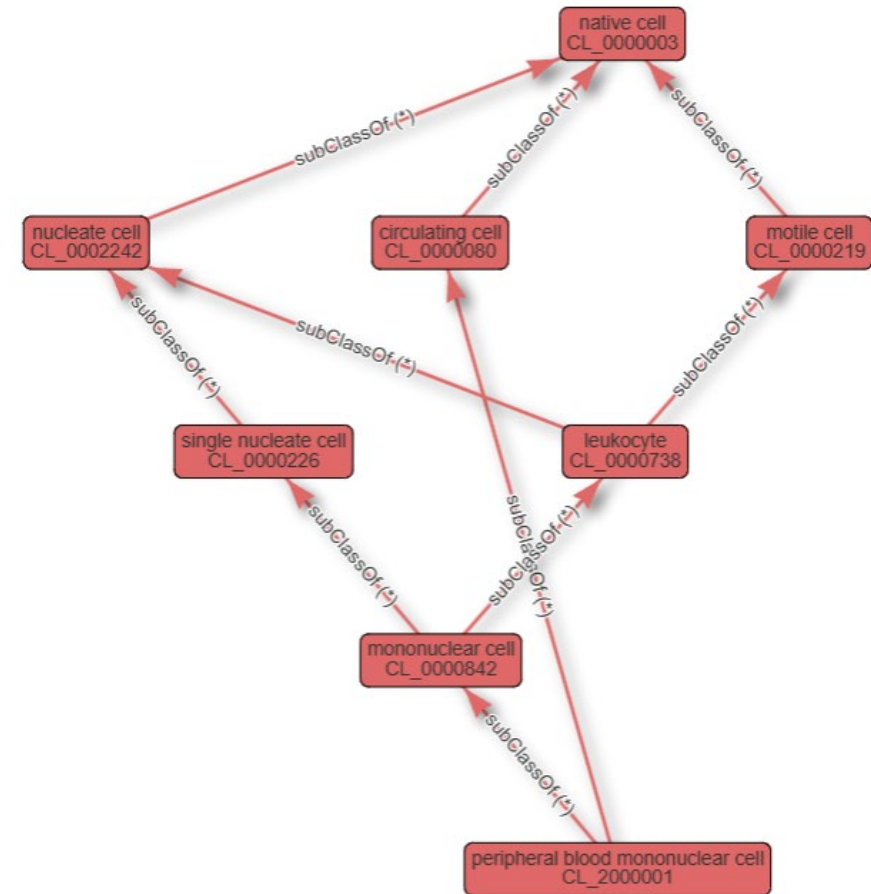 native cell
CL_0000003
subClassOf (*)
subClassOf (*)
subClassOf (*)
nucleate cell
CL_0002242
circulating cell
CL_0000080
motile cell
CL_0000219
subClassOf (*)
subClassOf (*)
subClassOf (*)
single nucleate cell
CL_0000226
leukocyte
CL_0000738
subClassOf (*)
subClassOf (*)
subClassOf (*)
mononuclear cell
CL_0000842
subClassOf (*)
peripheral blood mononuclear cell
CL_2000001